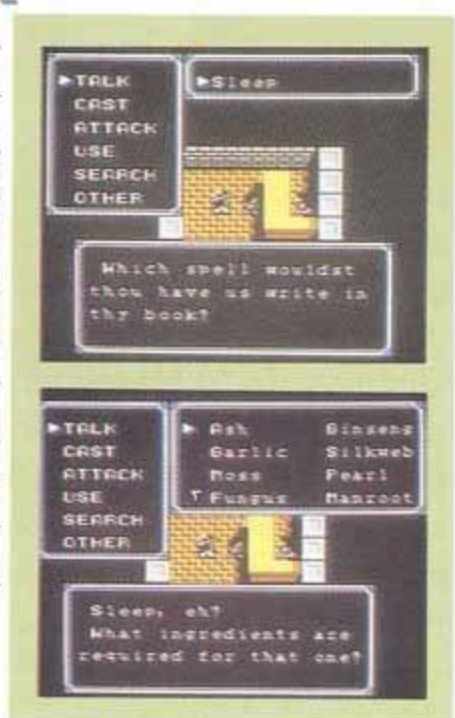 ►TALK
CAST
ATTACK
USE
SEARCH
OTHER
►Sleep
Which spell wouldst
thou have us write in
thy book?
►TALK
CAST
ATTACK
USE
SEARCH
OTHER
► Ash Ginseng
Garlic Silkweb
Moss Pearl
Fungus Manroot
Sleep, eh?
What ingredients are
required for that one?